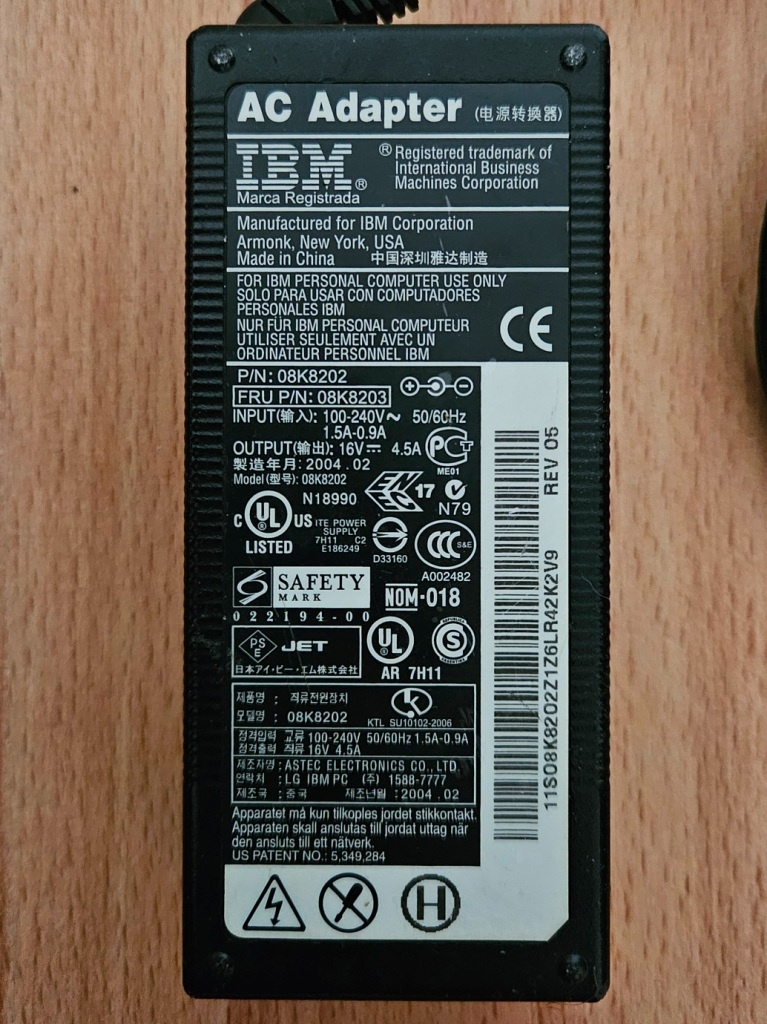 AC Adapter (电源转换器)
IBM®
Marca Registrada
® Registered trademark of
International Business
Machines Corporation
Manufactured for IBM Corporation
Armonk, New York, USA
Made in China 中国深圳雅达制造
FOR IBM PERSONAL COMPUTER USE ONLY
SOLO PARA USAR CON COMPUTADORES
PERSONALES IBM
NUR FÜR IBM PERSONAL COMPUTEUR
UTILISER SEULEMENT AVEC UN
ORDINATEUR PERSONNEL IBM
CE
P/N: 08K8202
FRU P/N: 08K8203
INPUT(输入): 100-240V~ 50/60Hz
1.5A-0.9A
OUTPUT(输出): 16V⎓ 4.5A
製造年月: 2004.02
Model (型号): 08K8202
PCT
ME01
N18990
ENEC 17
N79
C UL US
LISTED
ITE POWER
SUPPLY
7H11 C2
E186249
D33160
CCC S&E
A002482
SAFETY
MARK
022194-00
NOM-018
PS
E
JET
日本アイ・ビー・エム株式会社
UL
AR 7H11
S
제품명 : 직류전원장치
모델명 : 08K8202
KTL SU10102-2006
정격입력 교류 100-240V 50/60Hz 1.5A-0.9A
정격출력 직류 16V 4.5A
제조자명 : ASTEC ELECTRONICS CO., LTD.
연락처 : LG IBM PC (주) 1588-7777
제조국 : 중국 제조년월 : 2004.02
Apparatet må kun tilkoples jordet stikkontakt.
Apparaten skall anslutas till jordat uttag när
den ansluts till ett nätverk.
US PATENT NO.: 5,349,284
H
11S08K8202Z1Z6LR42K2V9 REV 05